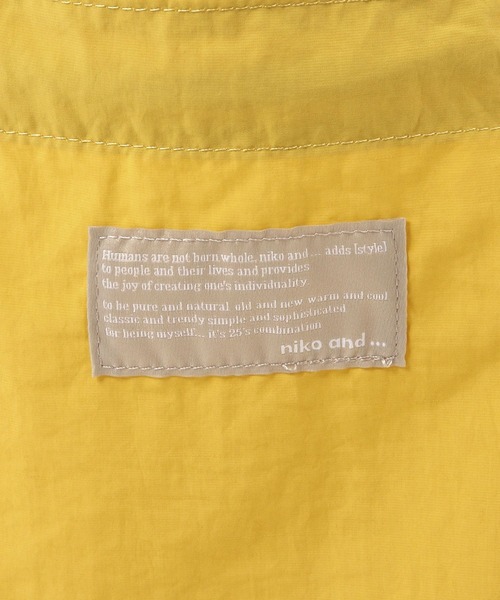 Humans are not born whole. niko and ... adds [style]
to people and their lives and provides
the joy of creating one's individuality
to be pure and natural old and new warm and cool
classic and trendy simple and sophisticated
for being myself... it's 25's combination
niko and ...